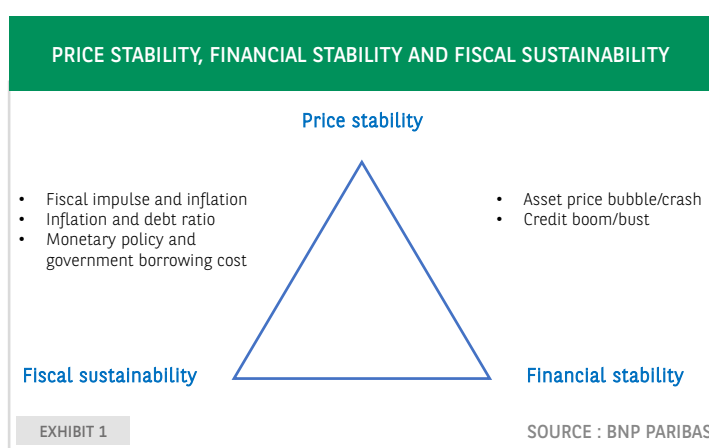 PRICE STABILITY, FINANCIAL STABILITY AND FISCAL SUSTAINABILITY
Price stability
• Fiscal impulse and inflation
• Inflation and debt ratio
• Monetary policy and
government borrowing cost
• Asset price bubble/crash
• Credit boom/bust
Fiscal sustainability
Financial stability
EXHIBIT 1
SOURCE : BNP PARIBAS